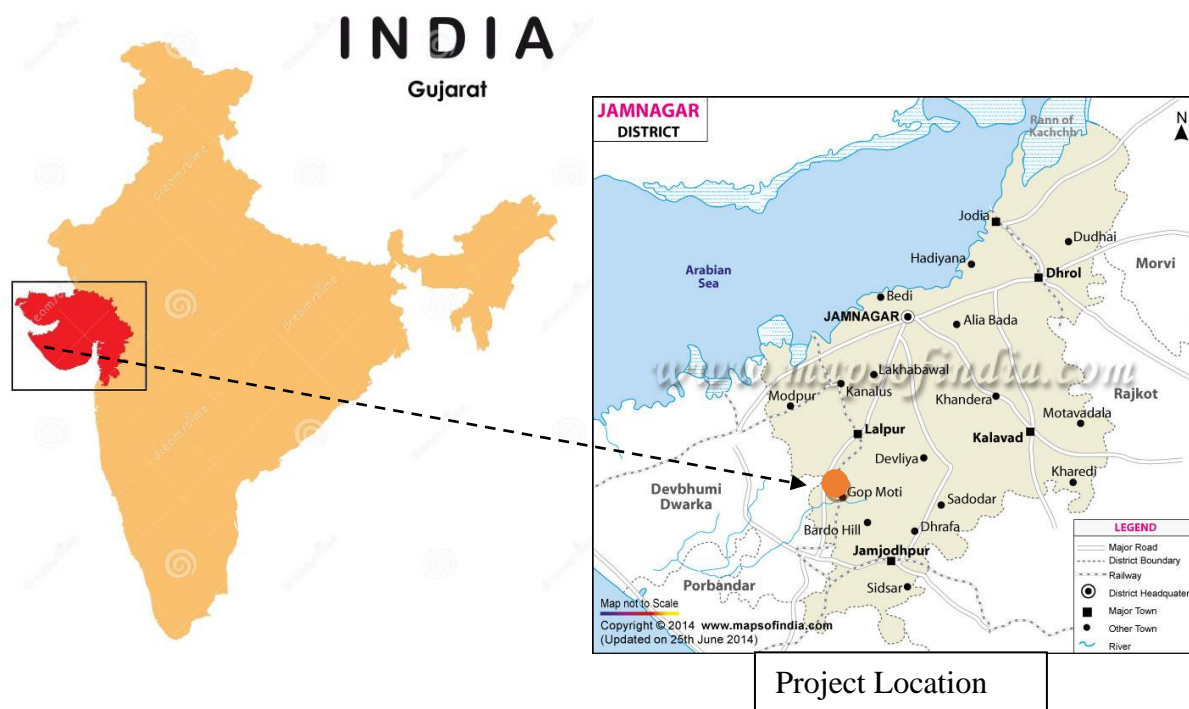 INDIA
Gujarat
JAMNAGAR
DISTRICT
Rann of
Kachchh
N
Jodia
Dudhai
Hadiyana
Dhrol
Morvi
Arabian
Sea
Bedi
JAMNAGAR
Alia Bada
www.mapsofindia.com
Lakhabawal
Kanalus
Modpur
Khandera
Rajkot
Motavadala
Lalpur
Kalavad
Devliya
Kharedi
Devbhumi
Dwarka
Gop Moti
Sadodar
Bardo Hill
Dhrafa
Jamjodhpur
Porbandar
Sidsar
LEGEND
Major Road
District Boundary
Railway
District Headquater
Major Town
Other Town
River
Map not to Scale
Copyright © 2014 www.mapsofindia.com
(Updated on 25th June 2014)
Project Location